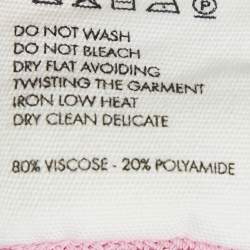 P
DO NOT WASH
DO NOT BLEACH
DRY FLAT AVOIDING
TWISTING THE GARMENT
IRON LOW HEAT
DRY CLEAN DELICATE
80% VISCOSE - 20% POLYAMIDE